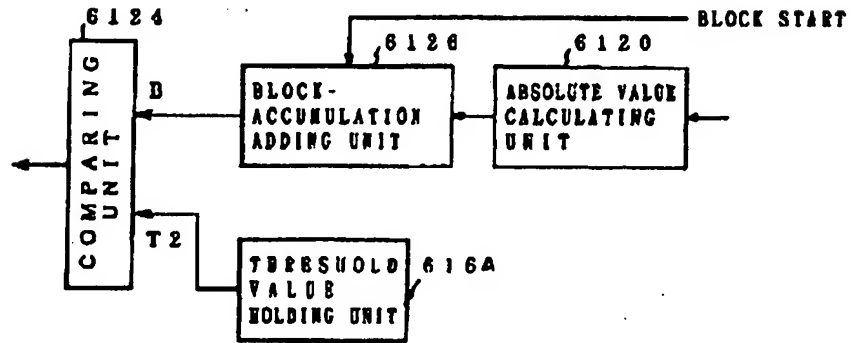 6124
BLOCK START
6126
6120
COMPARING
UNIT
B
BLOCK-
ACCUMULATION
ADDING UNIT
ABSOLUTE VALUE
CALCULATING
UNIT
T2
THRESHOLD
VALUE
HOLDING UNIT
616A